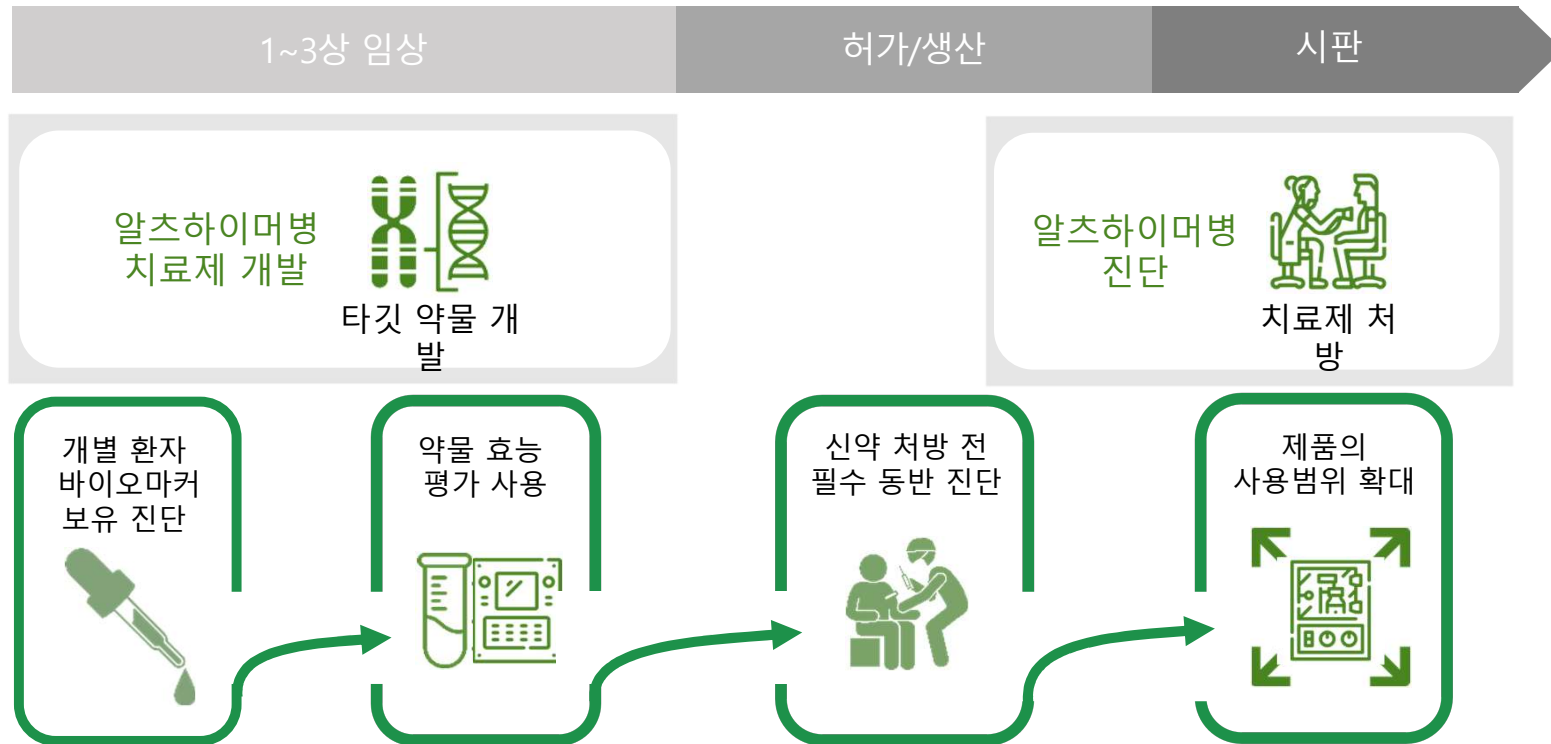 1~3상 임상
허가/생산
시판
알츠하이머병
치료제 개발
타깃 약물 개
발
알츠하이머병
진단
치료제 처
방
개별 환자
바이오마커
보유 진단
약물 효능
평가 사용
신약 처방 전
필수 동반 진단
제품의
사용범위 확대